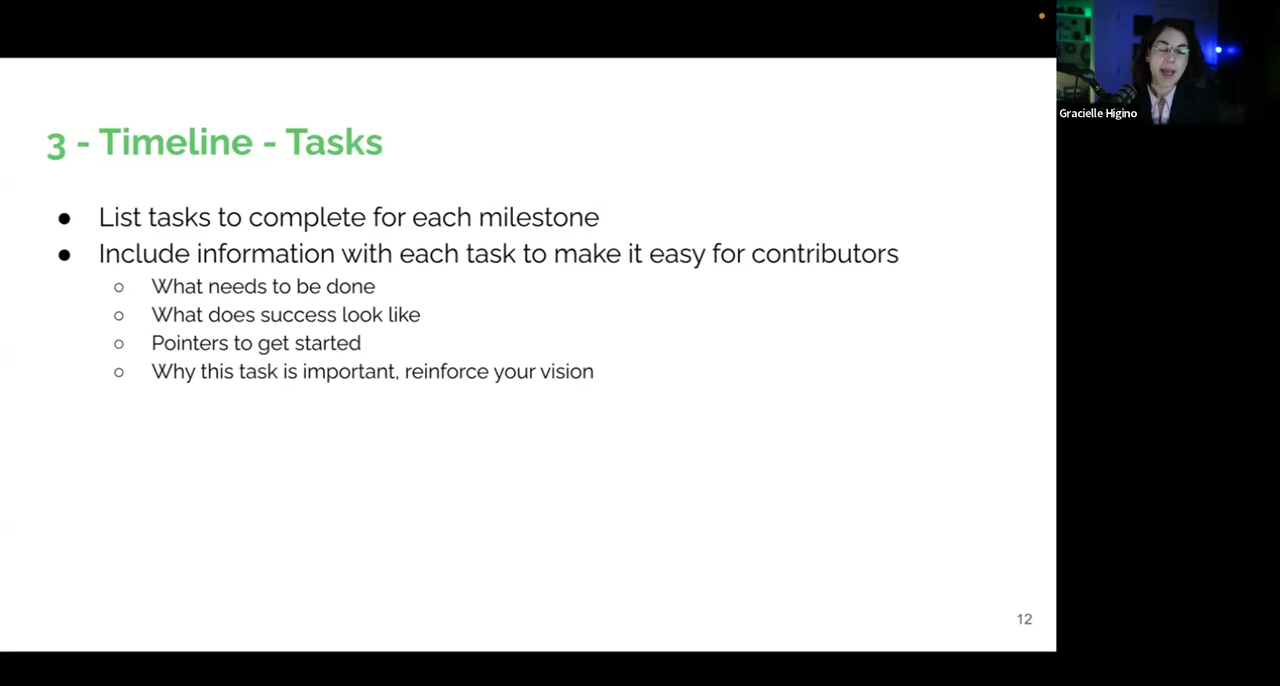 3 - Timeline - Tasks
● List tasks to complete for each milestone
● Include information with each task to make it easy for contributors
○ What needs to be done
○ What does success look like
○ Pointers to get started
○ Why this task is important, reinforce your vision
12
Gracielle Higino